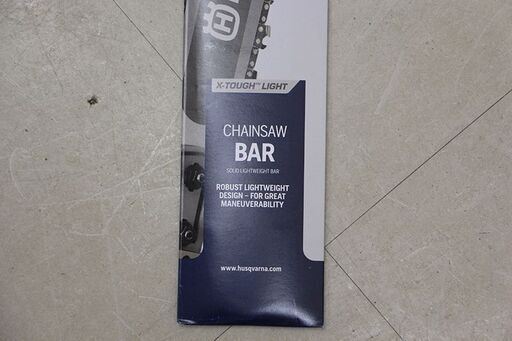 X-TOUGH™ LIGHT
CHAINSAW
BAR
SOLID LIGHTWEIGHT BAR
ROBUST LIGHTWEIGHT
DESIGN – FOR GREAT
MANEUVERABILITY
www.husqvarna.com